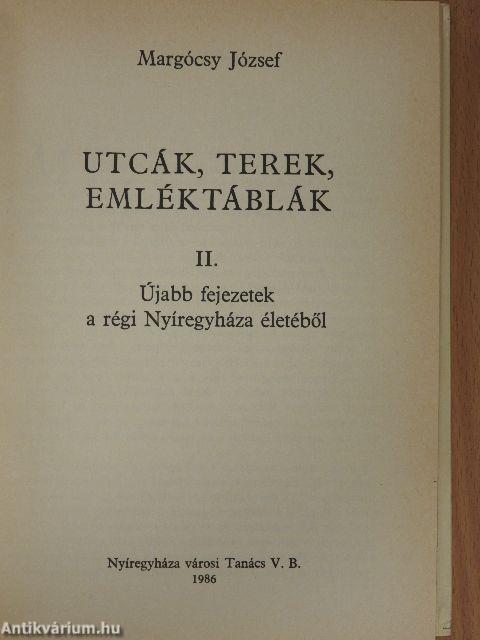 Margócsy József
UTCÁK, TEREK,
EMLÉKTÁBLÁK
II.
Újabb fejezetek
a régi Nyíregyháza életéből
Nyíregyháza városi Tanács V. B.
1986
Antikvárium.hu